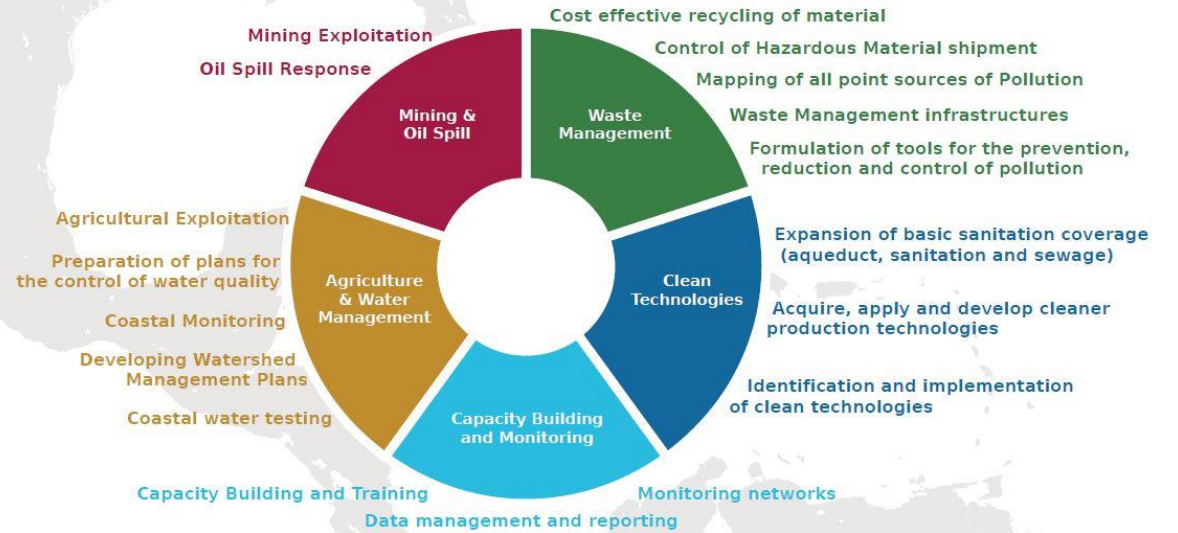 Mining Exploitation
Oil Spill Response
Mining &
Oil Spill
Cost effective recycling of material
Control of Hazardous Material shipment
Mapping of all point sources of Pollution
Waste Management infrastructures
Formulation of tools for the prevention,
reduction and control of pollution
Waste
Management
Expansion of basic sanitation coverage
(aqueduct, sanitation and sewage)
Acquire, apply and develop cleaner
production technologies
Identification and implementation
of clean technologies
Clean
Technologies
Agricultural Exploitation
Preparation of plans for
the control of water quality
Coastal Monitoring
Developing Watershed
Management Plans
Coastal water testing
Agriculture
& Water
Management
Capacity Building
and Monitoring
Capacity Building and Training
Monitoring networks
Data management and reporting